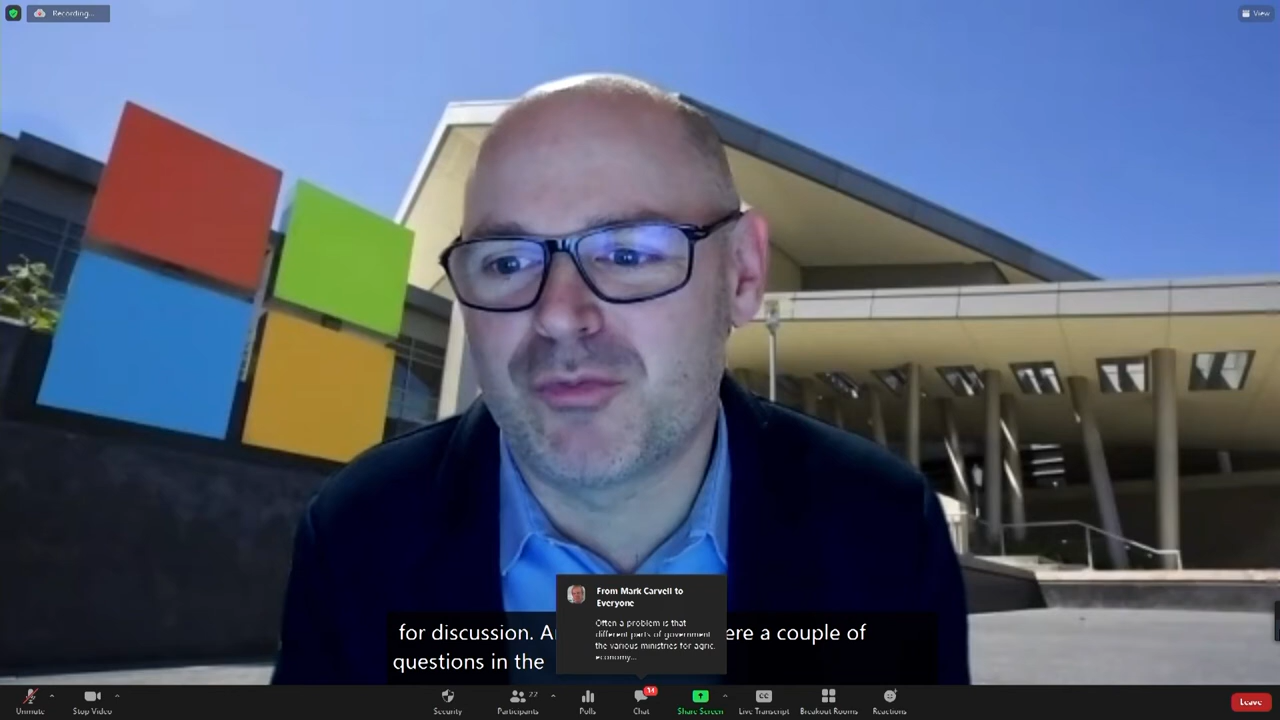 Recording...
View
From Mark Carvell to
Everyone
Often a problem is that
different parts of government
the various ministries for agric,
economy...
for discussion. A
ere a couple of
questions in the
Unmute
Stop Video
Security
Participants
22
Polls
Chat
14
Share Screen
Live Transcript
Breakout Rooms
Reactions
Leave